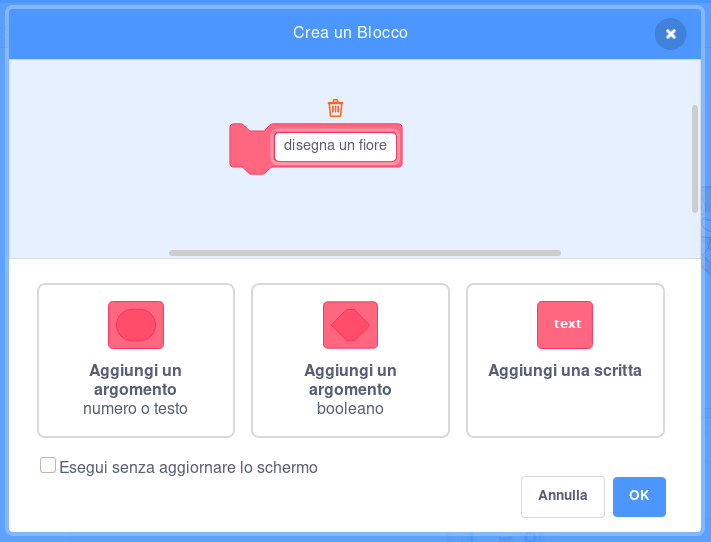 Crea un Blocco
disegna un fiore
text
Aggiungi un
argomento
numero o testo
Aggiungi un
argomento
booleano
Aggiungi una scritta
Esegui senza aggiornare lo schermo
Annulla
OK